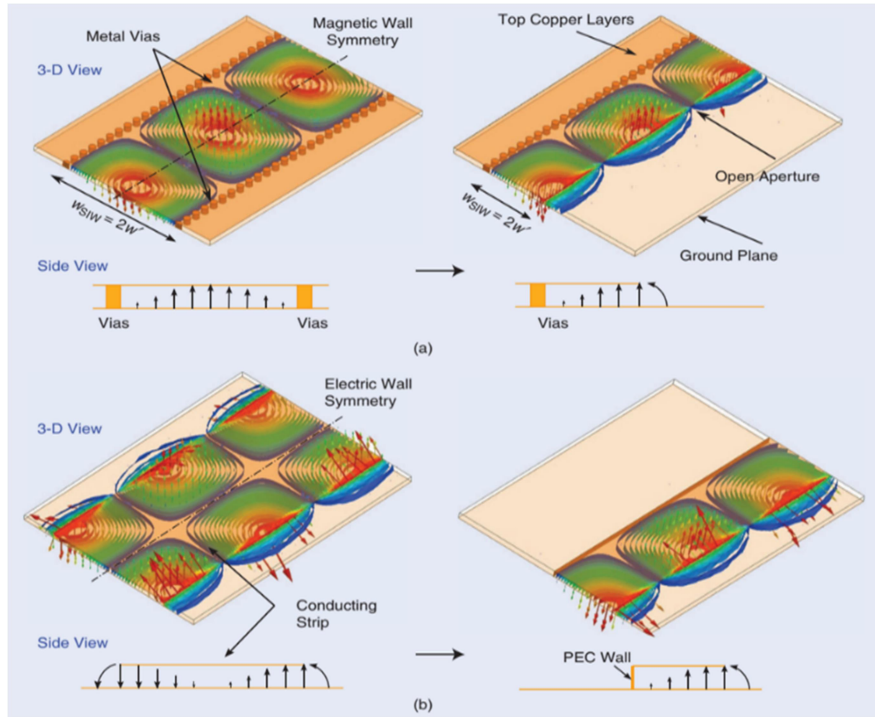 Metal Vias
Magnetic Wall
Symmetry
3-D View
wSIW = 2w'
Side View
Vias
Vias
Top Copper Layers
Open Aperture
Ground Plane
wSIW = 2w'
Vias
(a)
Electric Wall
Symmetry
3-D View
Conducting
Strip
Side View
PEC Wall
(b)